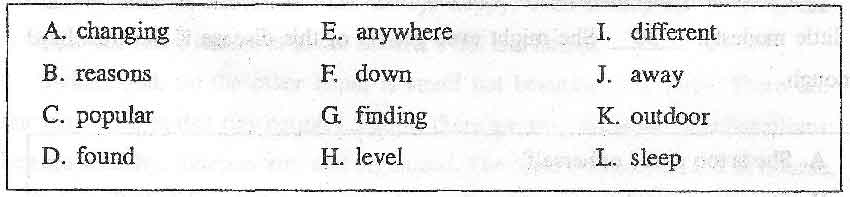 A. changing E. anywhere I. different
B. reasons F. down J. away
C. popular G. finding K. outdoor
D. found H. level L. sleep